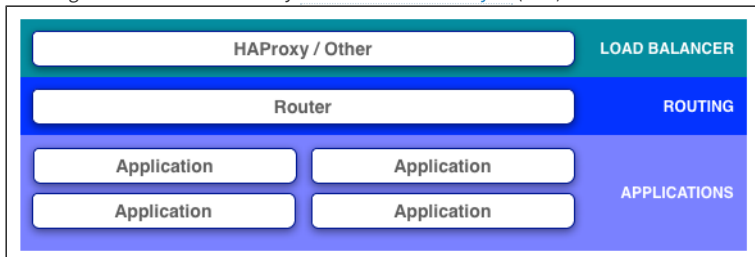 HAProxy / Other LOAD BALANCER
Router ROUTING
Application Application
APPLICATIONS
Application Application